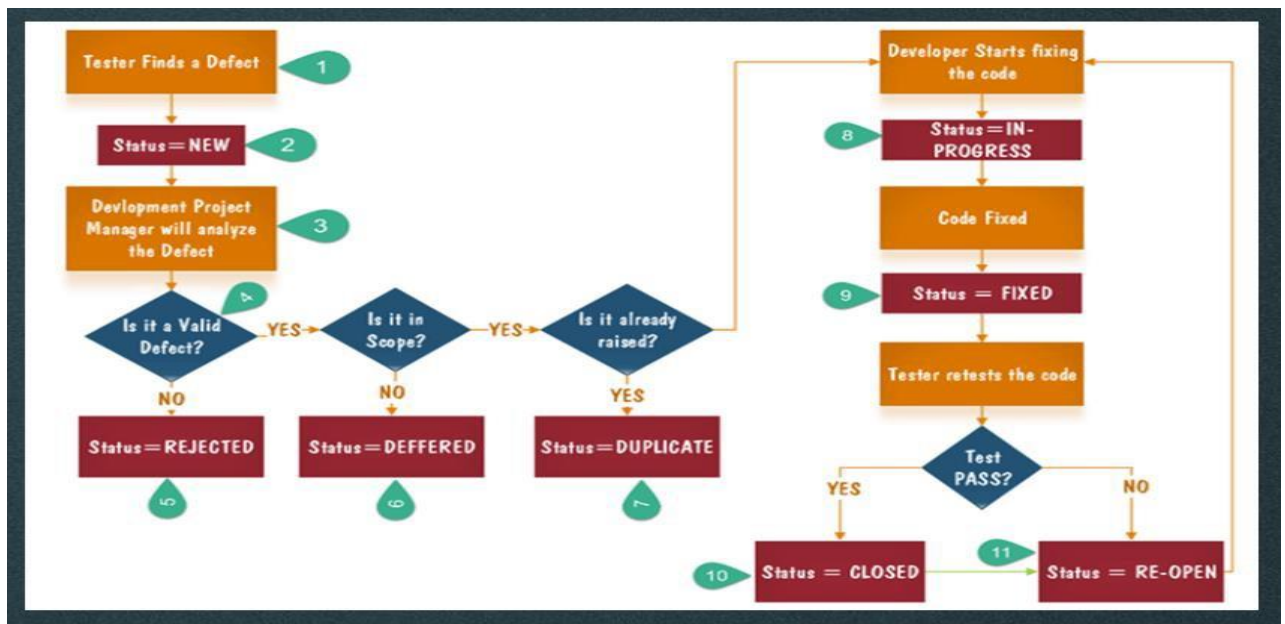 Tester Finds a Defect
1
Status=NEW
2
Devlopment Project
Manager will analyze
the Defect
3
4
Is it a Valid
Defect?
YES
Is it in
Scope?
YES
Is it already
raised?
NO
NO
YES
Status=REJECTED
Status=DEFFERED
Status=DUPLICATE
5
6
7
Developer Starts fixing
the code
8
Status=IN-
PROGRESS
Code Fixed
9
Status = FIXED
Tester retests the code
Test
PASS?
YES
NO
10
Status = CLOSED
11
Status = RE-OPEN